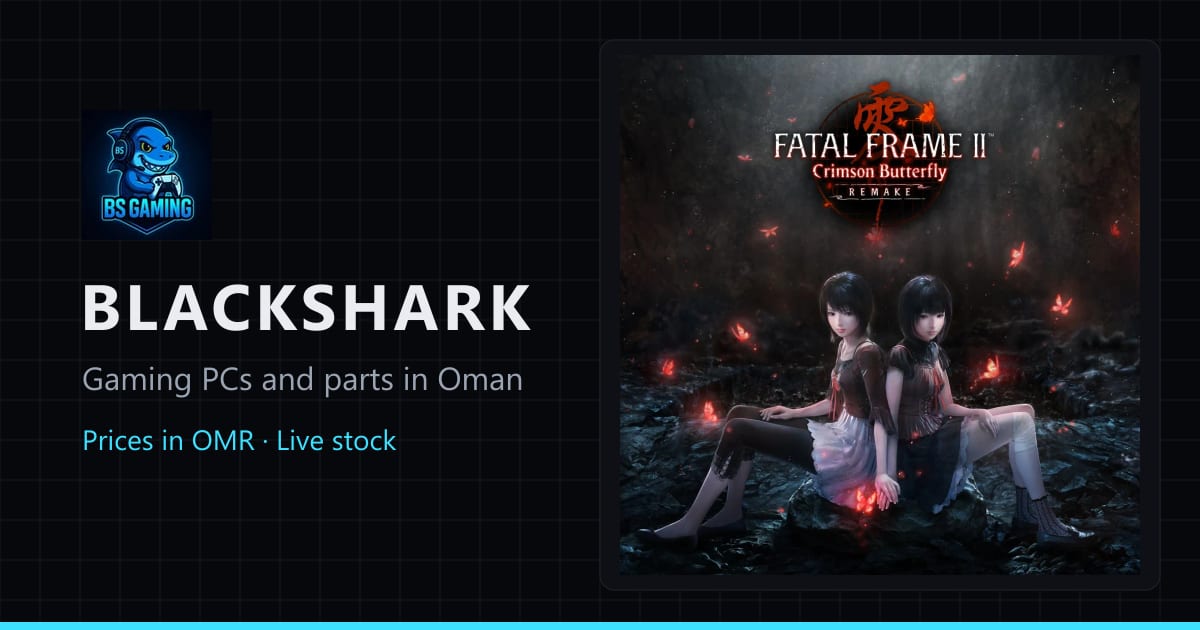 BS
BS GAMING
BLACKSHARK
Gaming PCs and parts in Oman
Prices in OMR · Live stock
零
FATAL FRAME II™
Crimson Butterfly
REMAKE